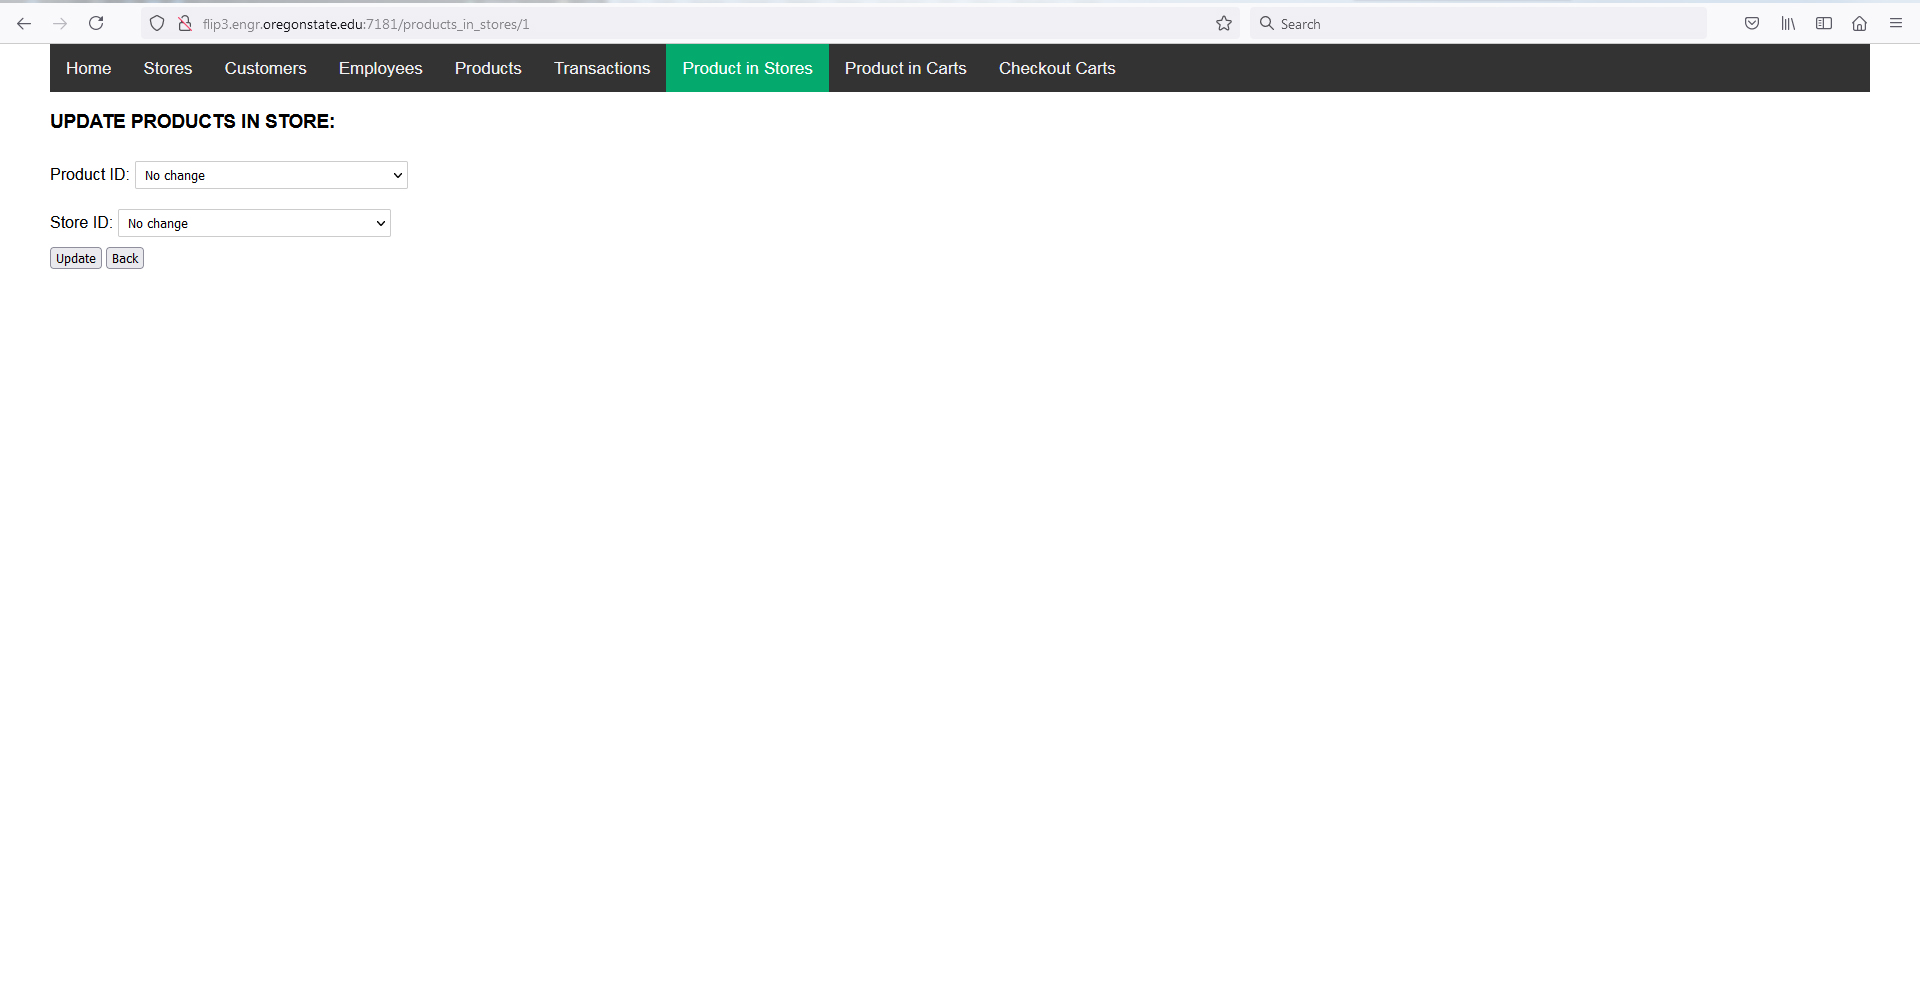 flip3.engr.oregonstate.edu:7181/products_in_stores/1 Search
Home Stores Customers Employees Products Transactions Product in Stores Product in Carts Checkout Carts
UPDATE PRODUCTS IN STORE:
Product ID: No change
Store ID: No change
Update Back